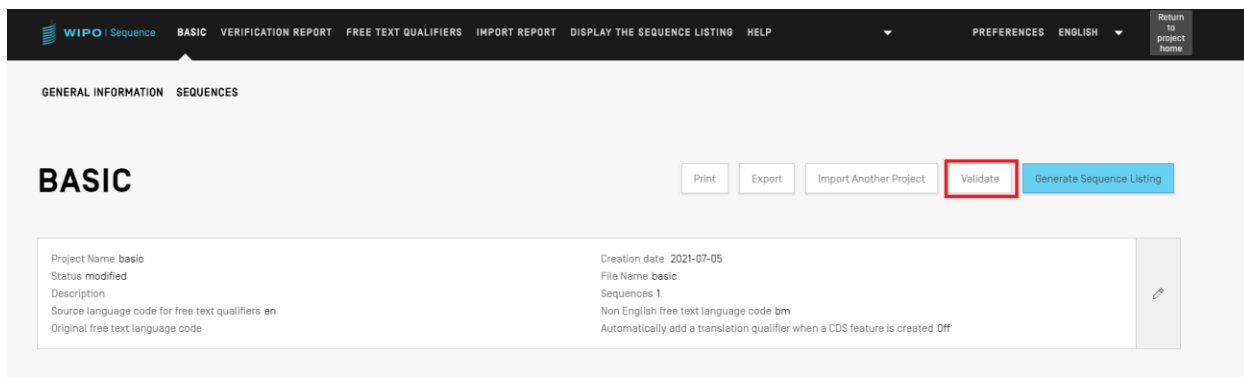 WIPO | Sequence BASIC VERIFICATION REPORT FREE TEXT QUALIFIERS IMPORT REPORT DISPLAY THE SEQUENCE LISTING HELP PREFERENCES ENGLISH
Return
to
project
home
GENERAL INFORMATION SEQUENCES
BASIC
Print Export Import Another Project Validate Generate Sequence Listing
Project Name basic
Status modified
Description
Source language code for free text qualifiers en
Original free text language code
Creation date 2021-07-05
File Name basic
Sequences 1
Non English free text language code bm
Automatically add a translation qualifier when a CDS feature is created Off